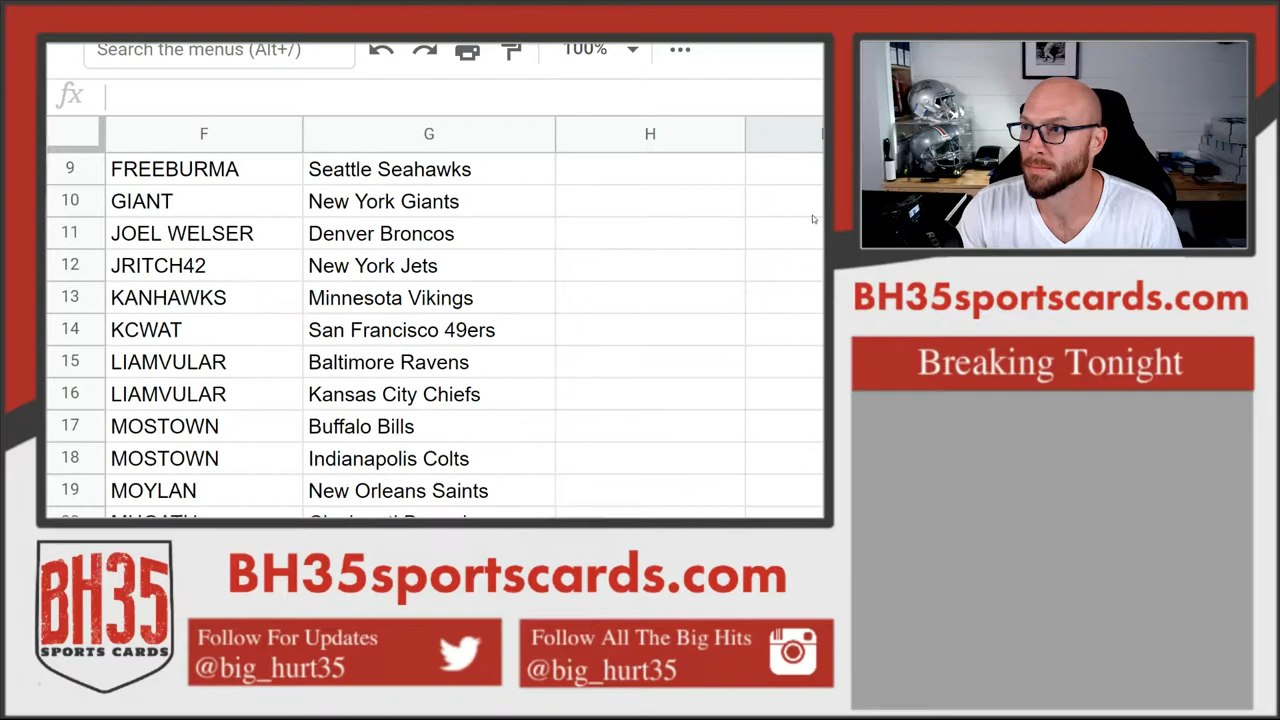 Search the menus (Alt+/) 100%
fx
F G H
9 FREEBURMA Seattle Seahawks
10 GIANT New York Giants
11 JOEL WELSER Denver Broncos
12 JRITCH42 New York Jets
13 KANHAWKS Minnesota Vikings
14 KCWAT San Francisco 49ers
15 LIAMVULAR Baltimore Ravens
16 LIAMVULAR Kansas City Chiefs
17 MOSTOWN Buffalo Bills
18 MOSTOWN Indianapolis Colts
19 MOYLAN New Orleans Saints
BH35sportscards.com
Breaking Tonight
BH35
SPORTS CARDS
BH35sportscards.com
Follow For Updates
@big_hurt35
Follow All The Big Hits
@big_hurt35